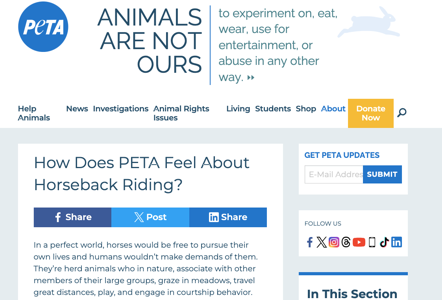 PETA
ANIMALS
ARE NOT
OURS
to experiment on, eat,
wear, use for
entertainment, or
abuse in any other
way. ››
Help Animals
News
Investigations
Animal Rights Issues
Living
Students
Shop
About
Donate Now
How Does PETA Feel About
Horseback Riding?
Share
Post
Share
In a perfect world, horses would be free to pursue their
own lives and humans wouldn't make demands of them.
They're herd animals who in nature, associate with other
members of their large groups, graze in meadows, travel
great distances, play, and engage in courtship behavior.
GET PETA UPDATES
E-Mail Addres
SUBMIT
FOLLOW US
In This Section